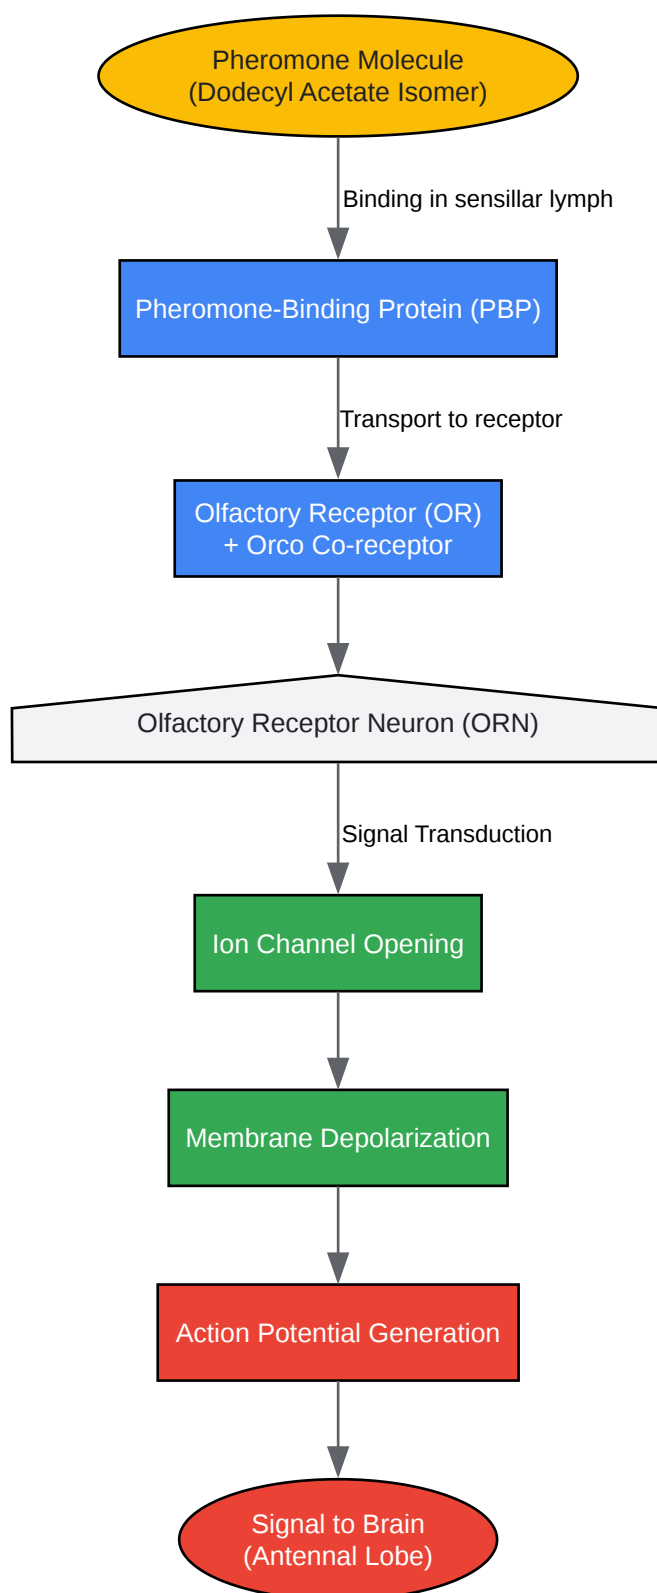 Pheromone Molecule
(Dodecyl Acetate Isomer)
Binding in sensillar lymph
Pheromone-Binding Protein (PBP)
Transport to receptor
Olfactory Receptor (OR)
+ Orco Co-receptor
Olfactory Receptor Neuron (ORN)
Signal Transduction
Ion Channel Opening
Membrane Depolarization
Action Potential Generation
Signal to Brain
(Antennal Lobe)